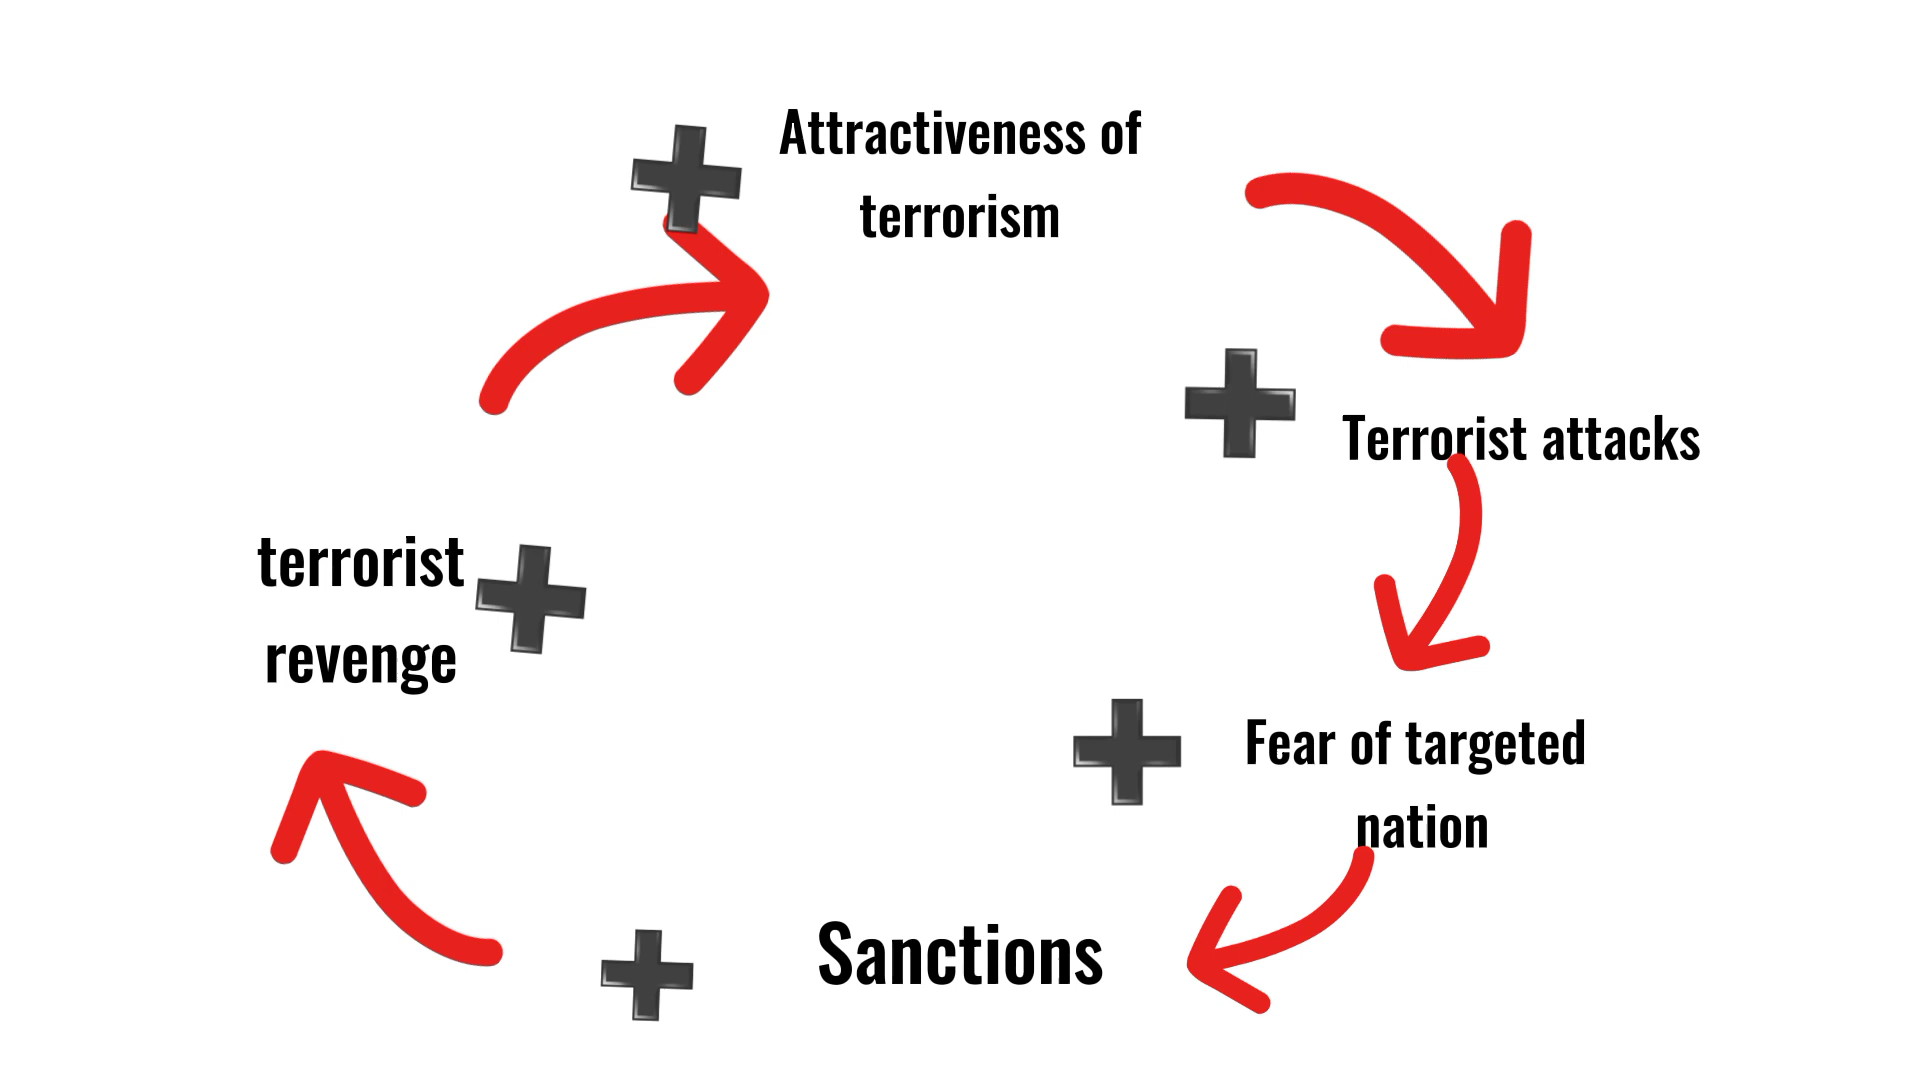 Attractiveness of
terrorism
Terrorist attacks
Fear of targeted
nation
Sanctions
terrorist
revenge